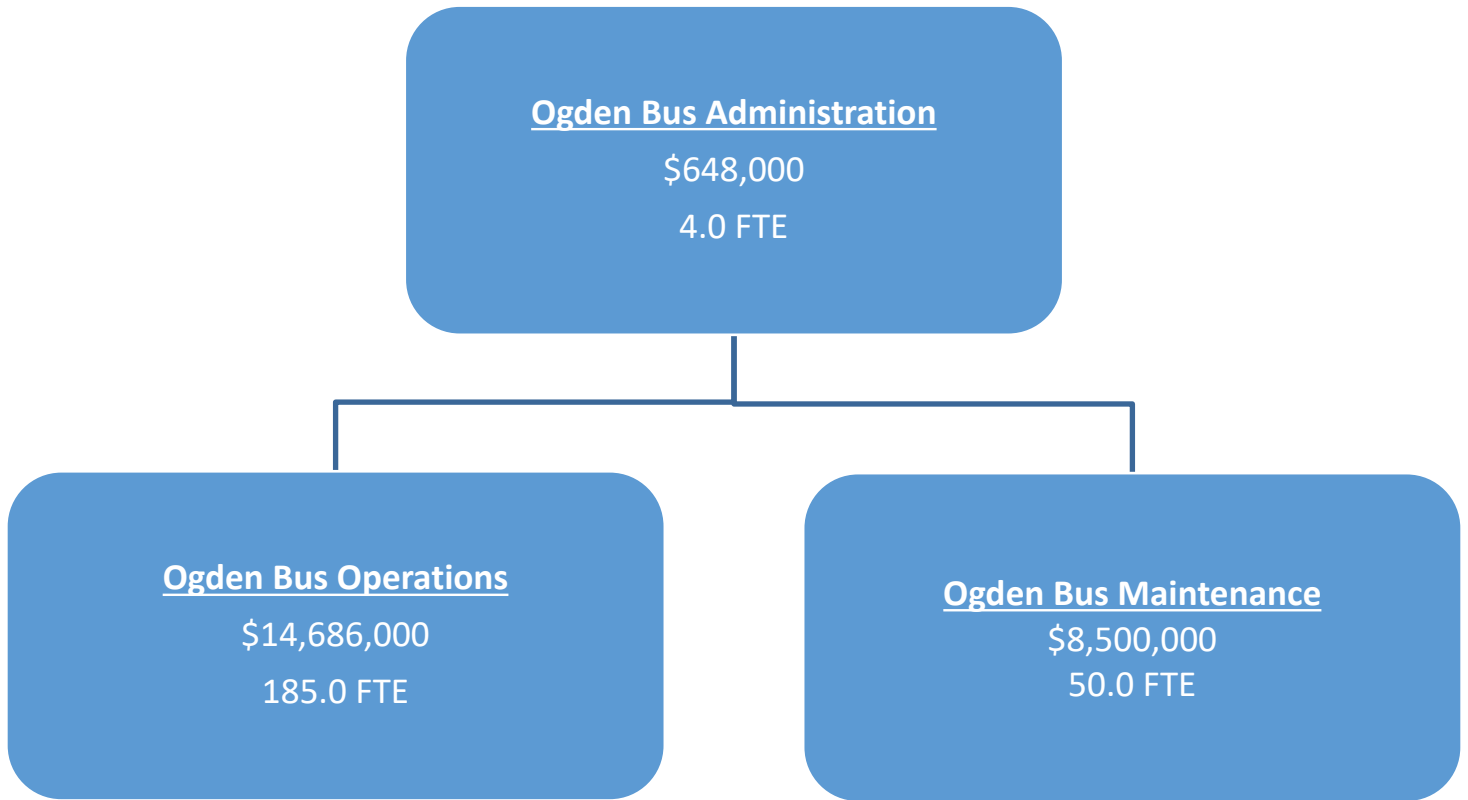 Ogden Bus Administration
$648,000
4.0 FTE
Ogden Bus Operations
$14,686,000
185.0 FTE
Ogden Bus Maintenance
$8,500,000
50.0 FTE